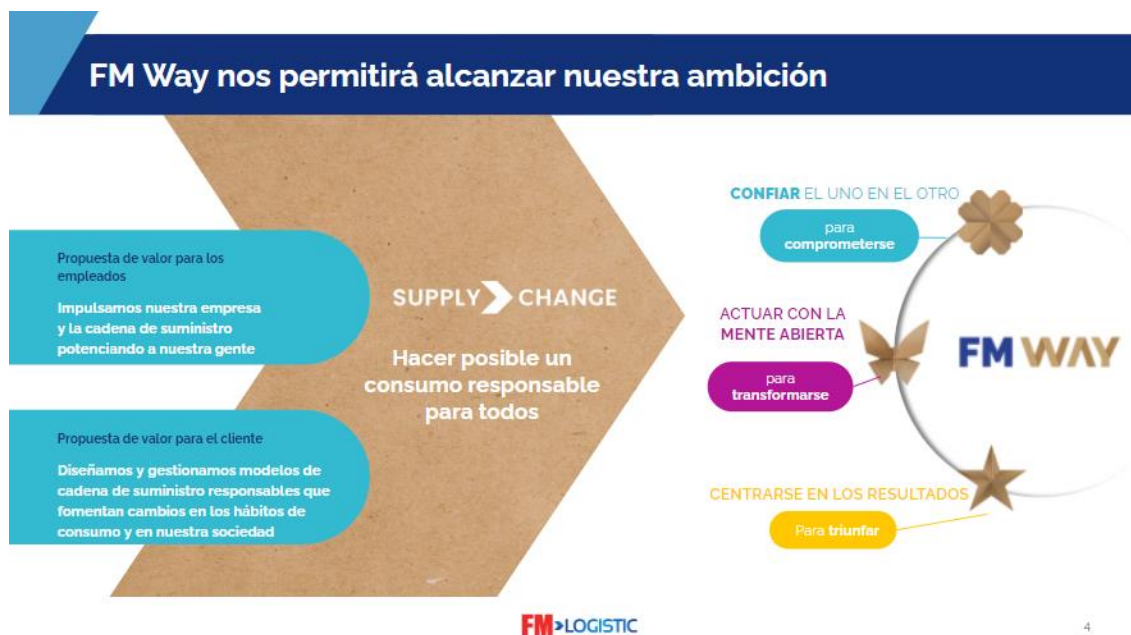 FM Way nos permitirá alcanzar nuestra ambición
Propuesta de valor para los
empleados
Impulsamos nuestra empresa
y la cadena de suministro
potenciando a nuestra gente
Propuesta de valor para el cliente
Diseñamos y gestionamos modelos de
cadena de suministro responsables que
fomentan cambios en los hábitos de
consumo y en nuestra sociedad
SUPPLY CHANGE
Hacer posible un
consumo responsable
para todos
CONFIAR EL UNO EN EL OTRO
para
comprometerse
ACTUAR CON LA
MENTE ABIERTA
para
transformarse
CENTRARSE EN LOS RESULTADOS
Para triunfar
FM WAY
FM>LOGISTIC
4